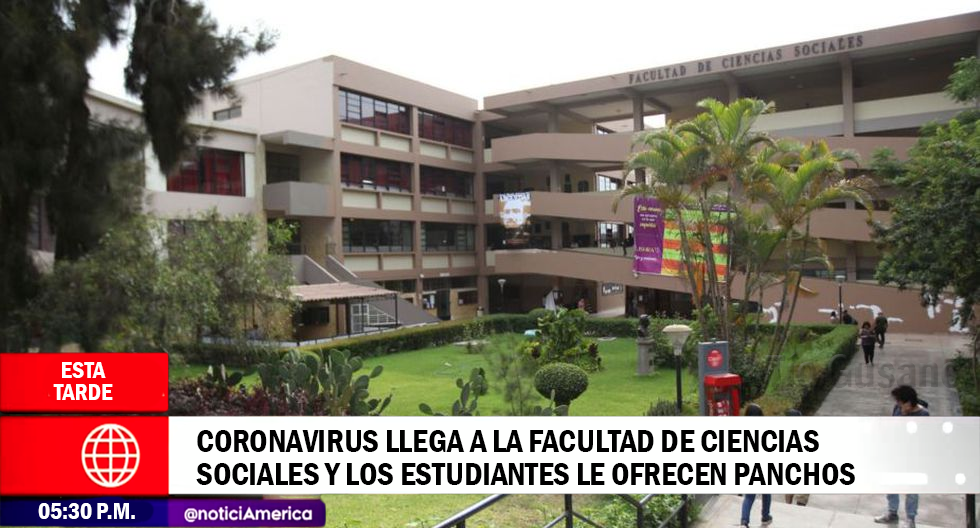 FACULTAD DE CIENCIAS SOCIALES
ESTA
TARDE
CORONAVIRUS LLEGA A LA FACULTAD DE CIENCIAS
SOCIALES Y LOS ESTUDIANTES LE OFRECEN PANCHOS
05:30 P.M.
@noticiAmerica